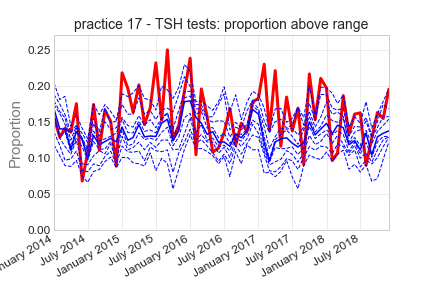 practice 17 - TSH tests: proportion above range
0.25
0.20
0.15
0.10
0.05
0.00
Proportion
nuary 2014
July 2014
January 2015
July 2015
January 2016
July 2016
January 2017
July 2017
January 2018
July 2018